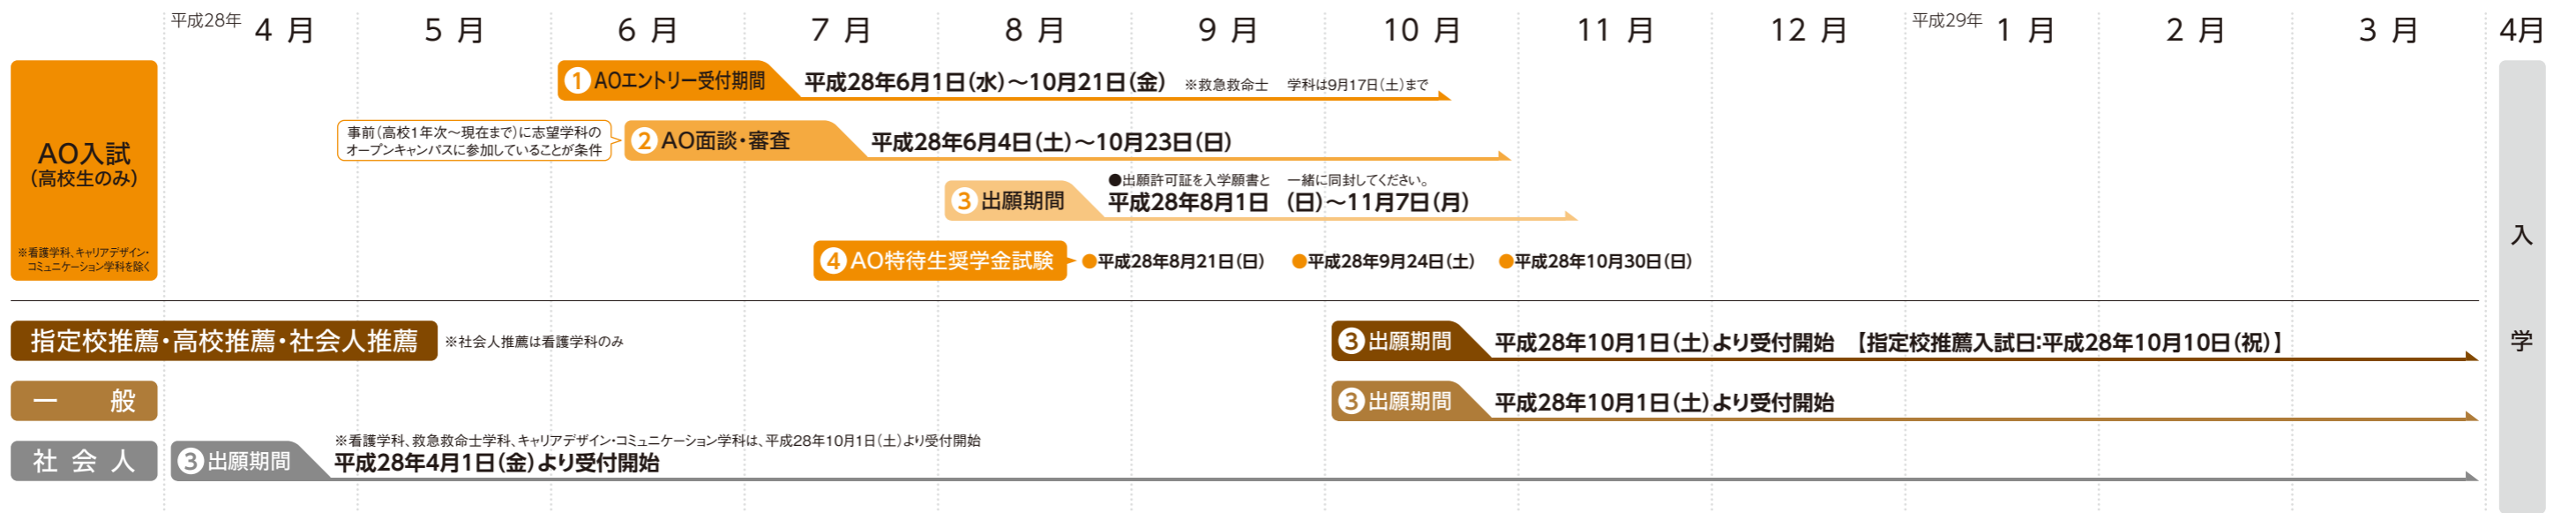 平成28年 4 月 5 月 6 月 7 月 8 月 9 月 10 月 11 月 12 月 平成29年 1 月 2 月 3 月 4月
AO入試
(高校生のみ)
※看護学科、キャリアデザイン・
コミュニケーション学科を除く
① AOエントリー受付期間 平成28年6月1日(水)〜10月21日(金) ※救急救命士 学科は9月17日(土)まで
事前(高校1年次〜現在まで)に志望学科の
オープンキャンパスに参加していることが条件
② AO面談・審査 平成28年6月4日(土)〜10月23日(日)
●出願許可証を入学願書と 一緒に同封してください。
③ 出願期間 平成28年8月1日 (日)〜11月7日(月)
④ AO特待生奨学金試験 ●平成28年8月21日(日) ●平成28年9月24日(土) ●平成28年10月30日(日)
指定校推薦・高校推薦・社会人推薦 ※社会人推薦は看護学科のみ ③ 出願期間 平成28年10月1日(土)より受付開始 【指定校推薦入試日:平成28年10月10日(祝)】
一 般 ③ 出願期間 平成28年10月1日(土)より受付開始
※看護学科、救急救命士学科、キャリアデザイン・コミュニケーション学科は、平成28年10月1日(土)より受付開始
社 会 人 ③ 出願期間 平成28年4月1日(金)より受付開始
入 学